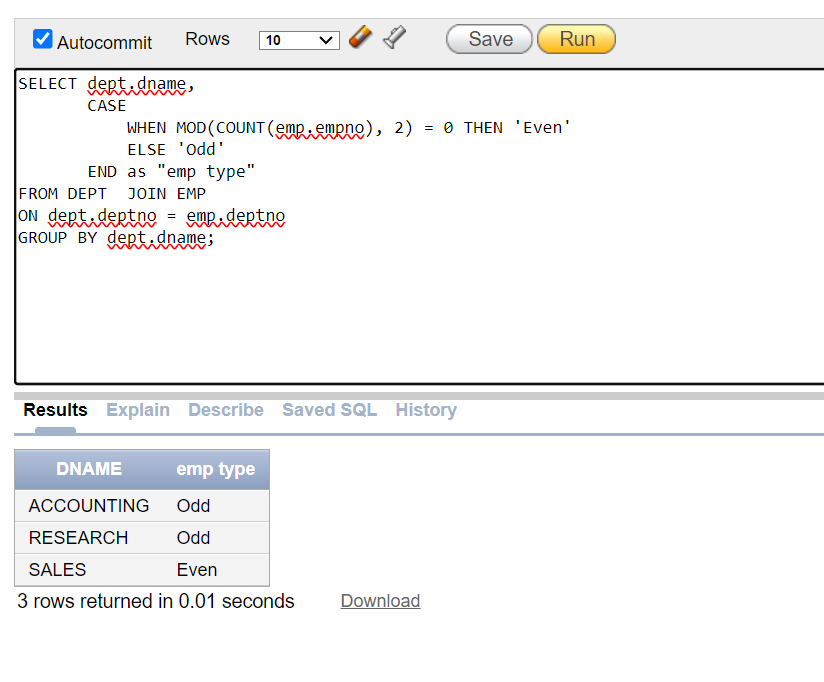 Autocommit Rows 10 Save Run
SELECT dept.dname,
CASE
WHEN MOD(COUNT(emp.empno), 2) = 0 THEN 'Even'
ELSE 'Odd'
END as "emp type"
FROM DEPT  JOIN EMP
ON dept.deptno = emp.deptno
GROUP BY dept.dname;
Results Explain Describe Saved SQL History
DNAME emp type
ACCOUNTING Odd
RESEARCH Odd
SALES Even
3 rows returned in 0.01 seconds Download